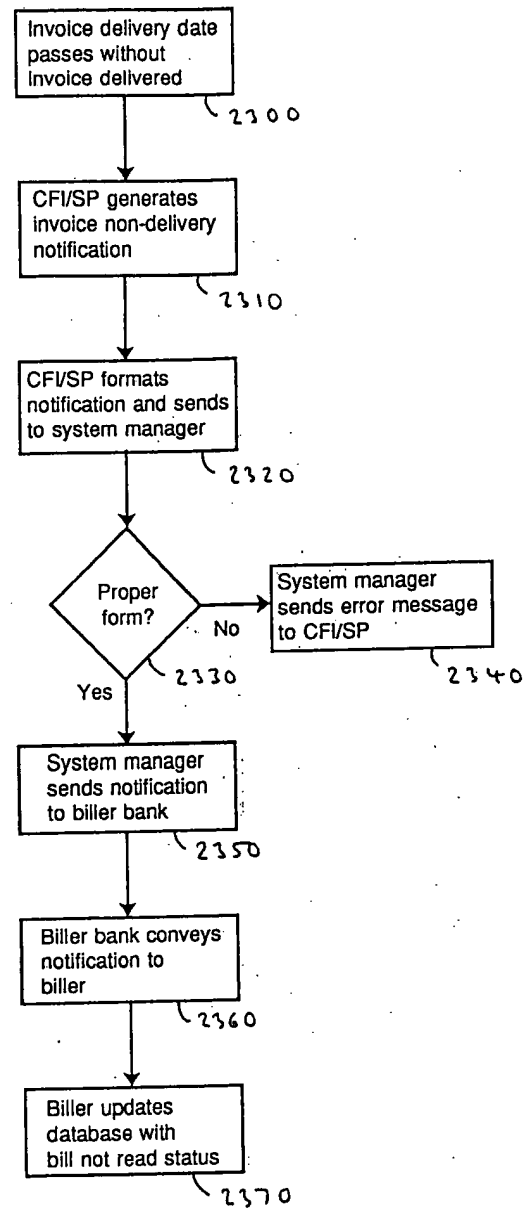 Invoice delivery date
passes without
invoice delivered
2300
CFI/SP generates
invoice non-delivery
notification
2310
CFI/SP formats
notification and sends
to system manager
2320
Proper
form?
No
2330
Yes
System manager
sends error message
to CFI/SP
2340
System manager
sends notification
to biller bank
2350
Biller bank conveys
notification to
biller
2360
Biller updates
database with
bill not read status
2370